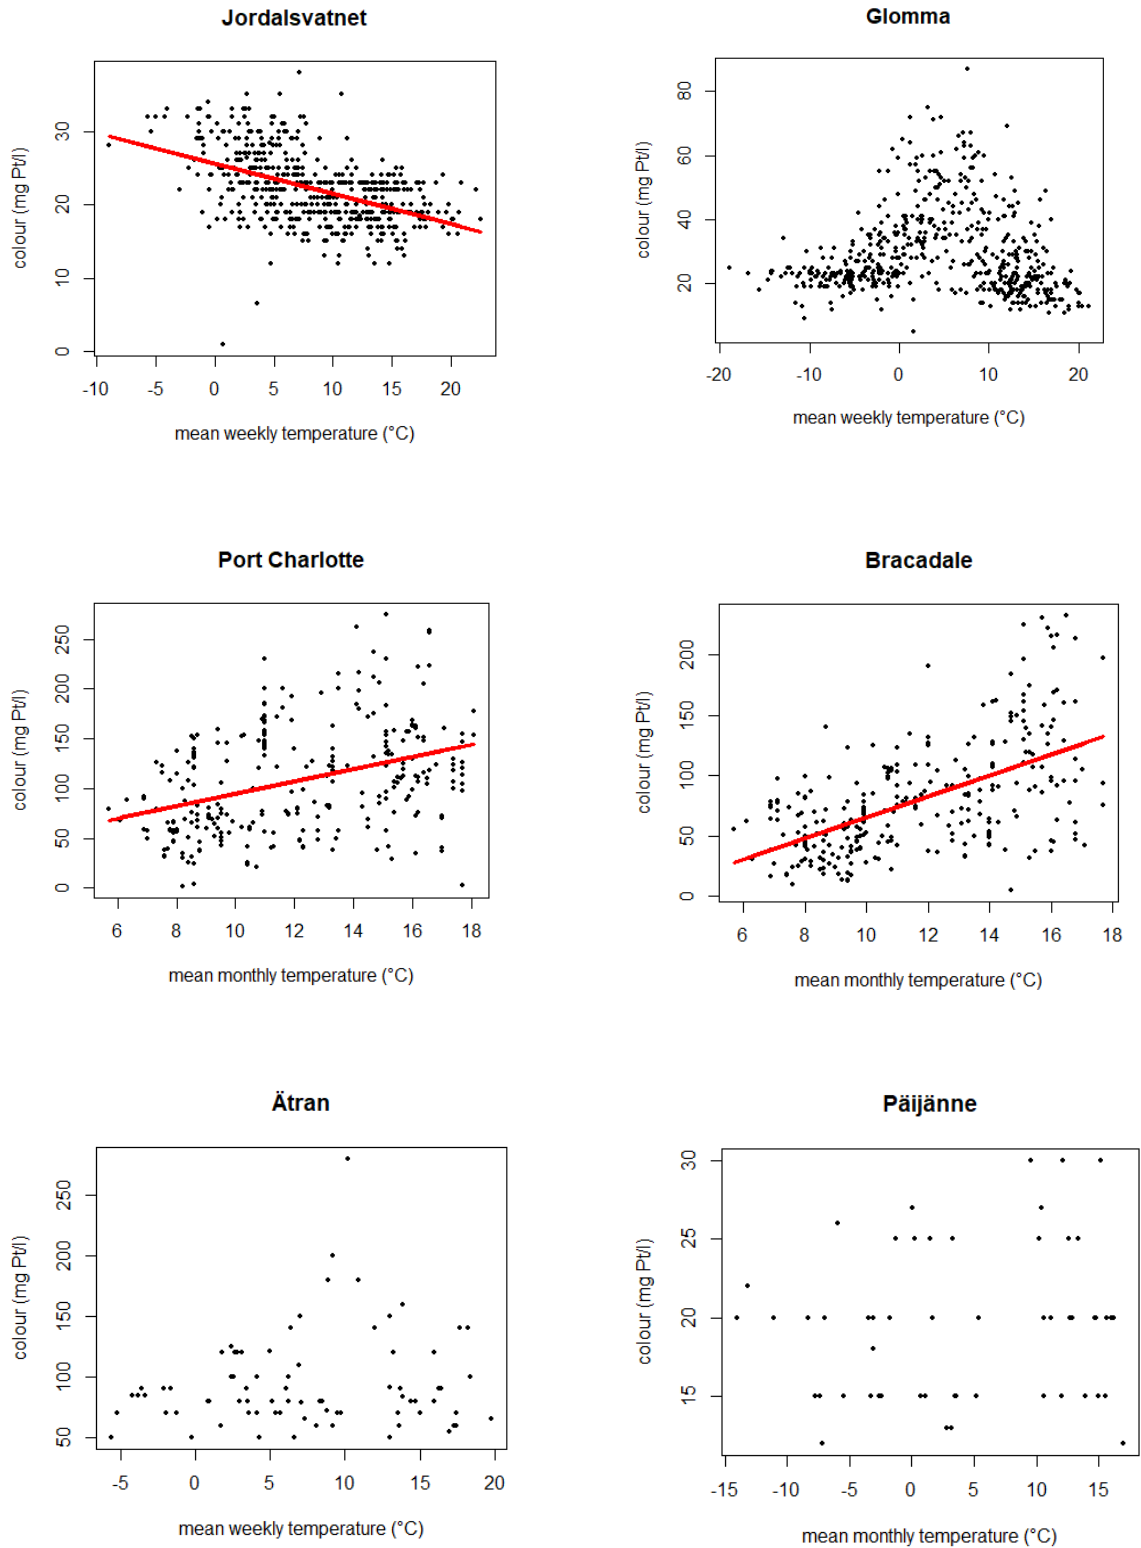 Jordalsvatnet
colour (mg Pt/l)
0 10 20 30
-10 -5 0 5 10 15 20
mean weekly temperature (°C)
Glomma
colour (mg Pt/l)
20 40 60 80
-20 -10 0 10 20
mean weekly temperature (°C)
Port Charlotte
colour (mg Pt/l)
0 50 100 150 200 250
6 8 10 12 14 16 18
mean monthly temperature (°C)
Bracadale
colour (mg Pt/l)
0 50 100 150 200
6 8 10 12 14 16 18
mean monthly temperature (°C)
Ätran
colour (mg Pt/l)
50 100 150 200 250
-5 0 5 10 15 20
mean weekly temperature (°C)
Päijänne
colour (mg Pt/l)
15 20 25 30
-15 -10 -5 0 5 10 15
mean monthly temperature (°C)